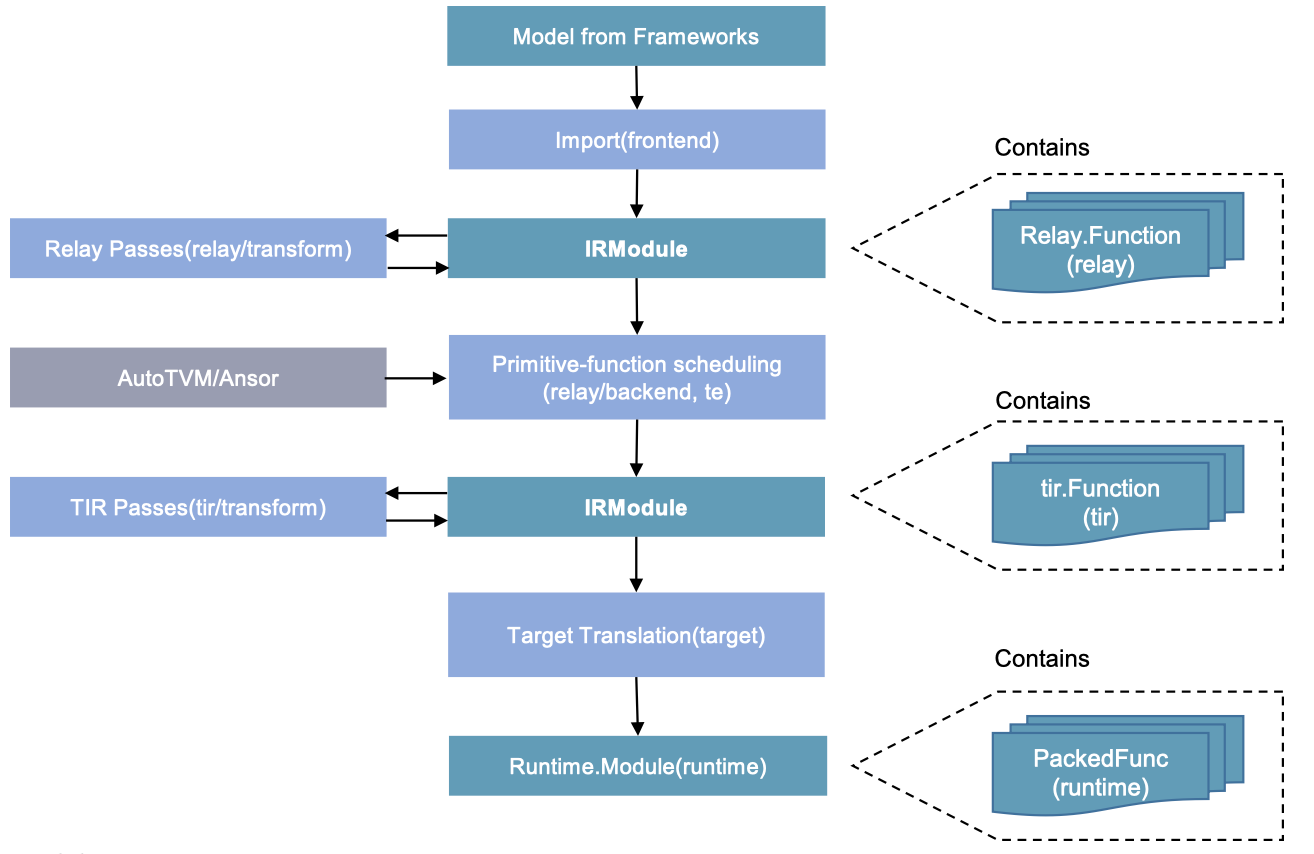 Model from Frameworks
Import(frontend)
Contains
Relay.Function
(relay)
Relay Passes(relay/transform)
IRModule
AutoTVM/Ansor
Primitive-function scheduling
(relay/backend, te)
Contains
tir.Function
(tir)
TIR Passes(tir/transform)
IRModule
Target Translation(target)
Contains
PackedFunc
(runtime)
Runtime.Module(runtime)